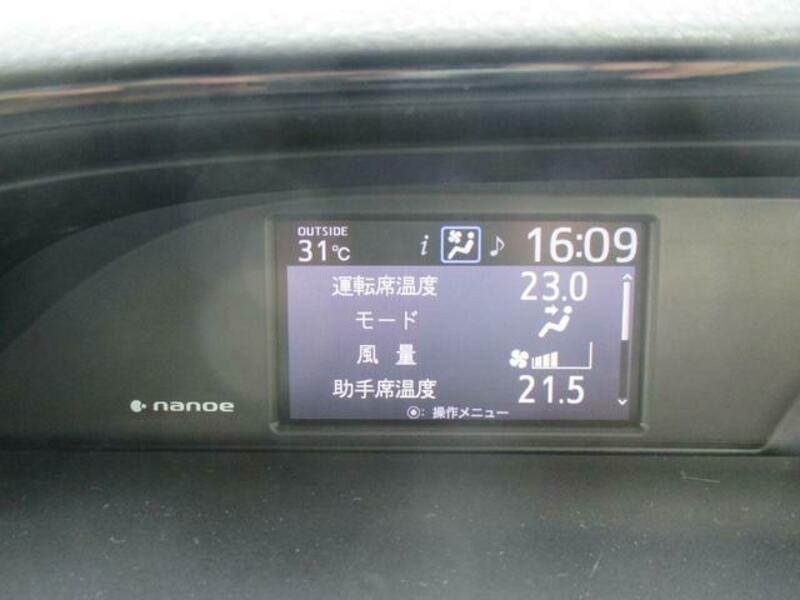 OUTSIDE
31℃ i ♪ 16:09
運転席温度 23.0
モード
風量
助手席温度 21.5
◉: 操作メニュー
nanoe